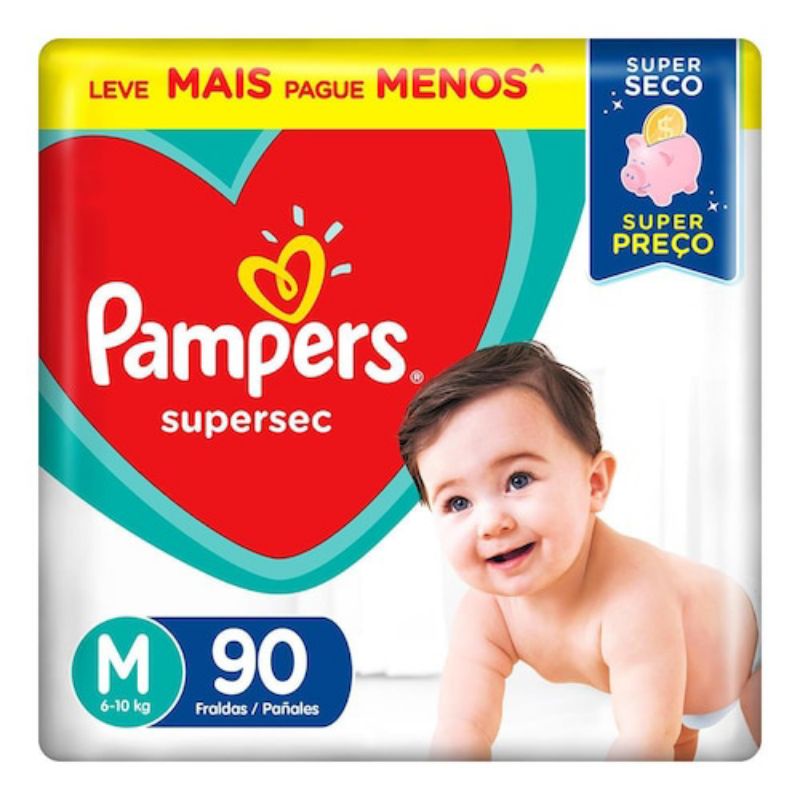 LEVE MAIS PAGUE MENOS^
SUPER
SECO
$
SUPER
PREÇO
Pampers®
supersec
M
6-10 kg
90
Fraldas / Pañales